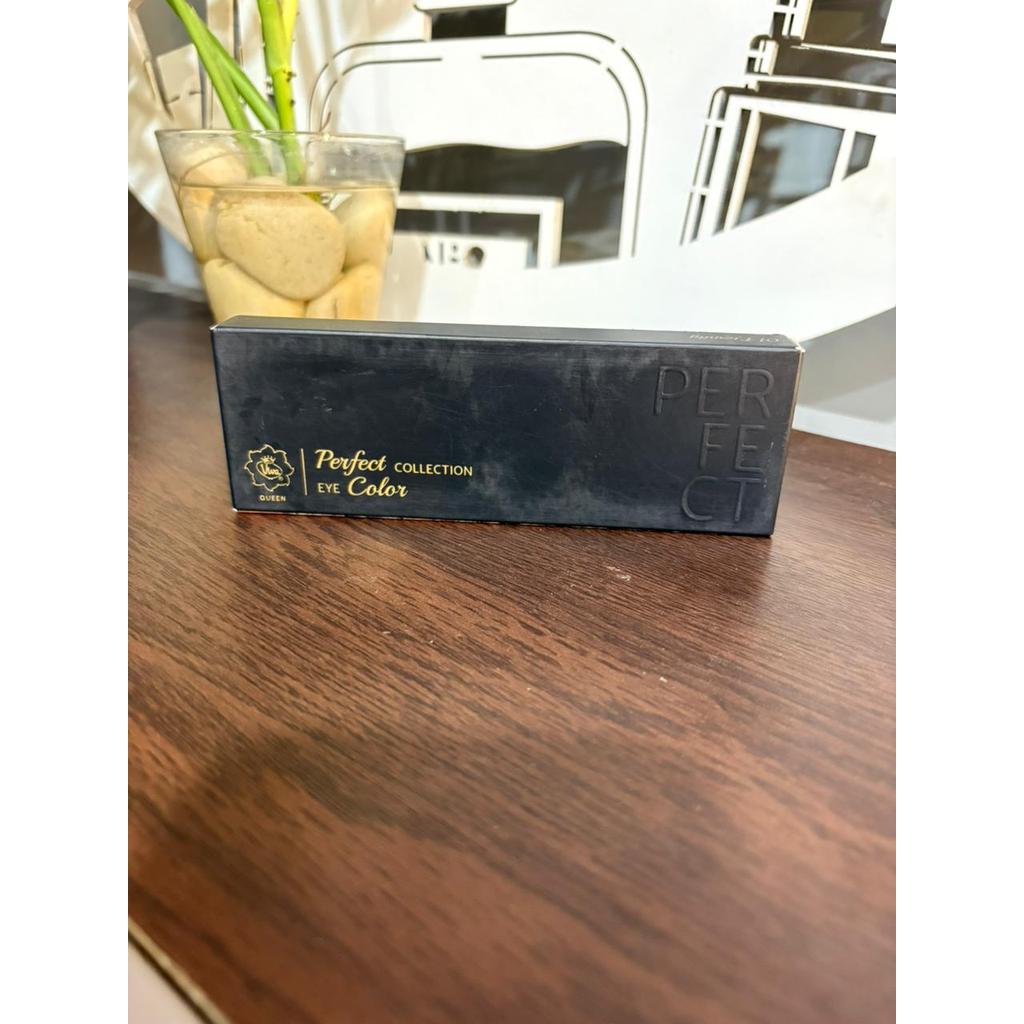 PER
FE
CT
Viva
QUEEN
Perfect COLLECTION
EYE Color